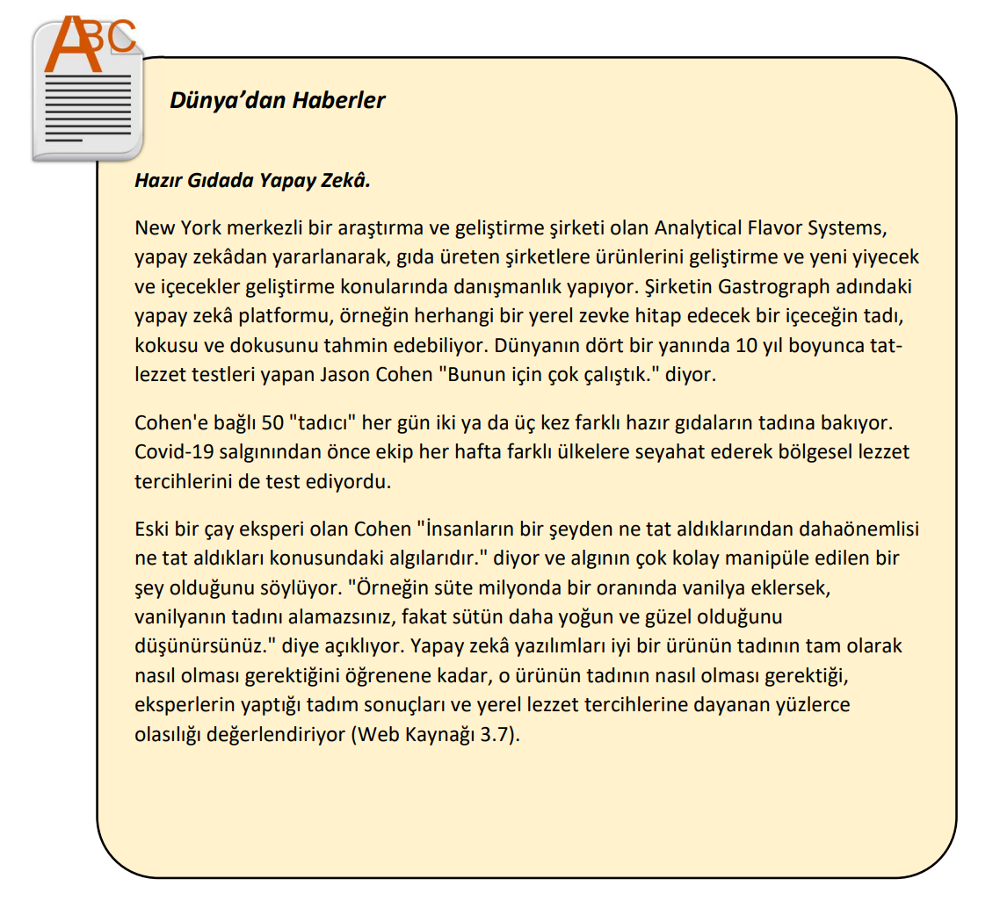 ABC
Dünya’dan Haberler
Hazır Gıdada Yapay Zekâ.
New York merkezli bir araştırma ve geliştirme şirketi olan Analytical Flavor Systems,
yapay zekâdan yararlanarak, gıda üreten şirketlere ürünlerini geliştirme ve yeni yiyecek
ve içecekler geliştirme konularında danışmanlık yapıyor. Şirketin Gastrograph adındaki
yapay zekâ platformu, örneğin herhangi bir yerel zevke hitap edecek bir içeceğin tadı,
kokusu ve dokusunu tahmin edebiliyor. Dünyanın dört bir yanında 10 yıl boyunca tat-
lezzet testleri yapan Jason Cohen "Bunun için çok çalıştık." diyor.
Cohen'e bağlı 50 "tadıcı" her gün iki ya da üç kez farklı hazır gıdaların tadına bakıyor.
Covid-19 salgınından önce ekip her hafta farklı ülkelere seyahat ederek bölgesel lezzet
tercihlerini de test ediyordu.
Eski bir çay eksperi olan Cohen "İnsanların bir şeyden ne tat aldıklarından dahaönemlisi
ne tat aldıkları konusundaki algılarıdır." diyor ve algının çok kolay manipüle edilen bir
şey olduğunu söylüyor. "Örneğin süte milyonda bir oranında vanilya eklersek,
vanilyanın tadını alamazsınız, fakat sütün daha yoğun ve güzel olduğunu
düşünürsünüz." diye açıklıyor. Yapay zekâ yazılımları iyi bir ürünün tadının tam olarak
nasıl olması gerektiğini öğrenene kadar, o ürünün tadının nasıl olması gerektiği,
eksperlerin yaptığı tadım sonuçları ve yerel lezzet tercihlerine dayanan yüzlerce
olasılığı değerlendiriyor (Web Kaynağı 3.7).